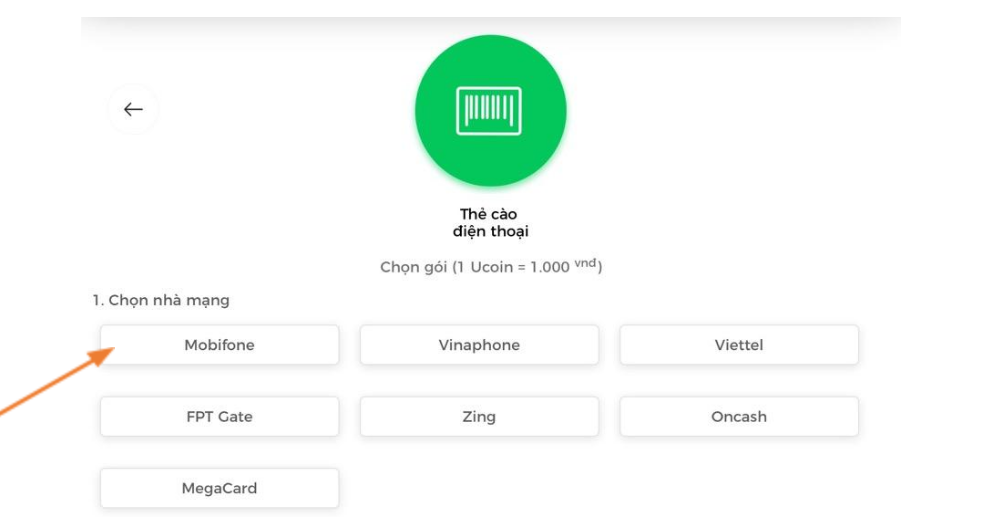 Thẻ cào
điện thoại
Chọn gói (1 Ucoin = 1.000 vnd)
1. Chọn nhà mạng
Mobifone Vinaphone Viettel
FPT Gate Zing Oncash
MegaCard